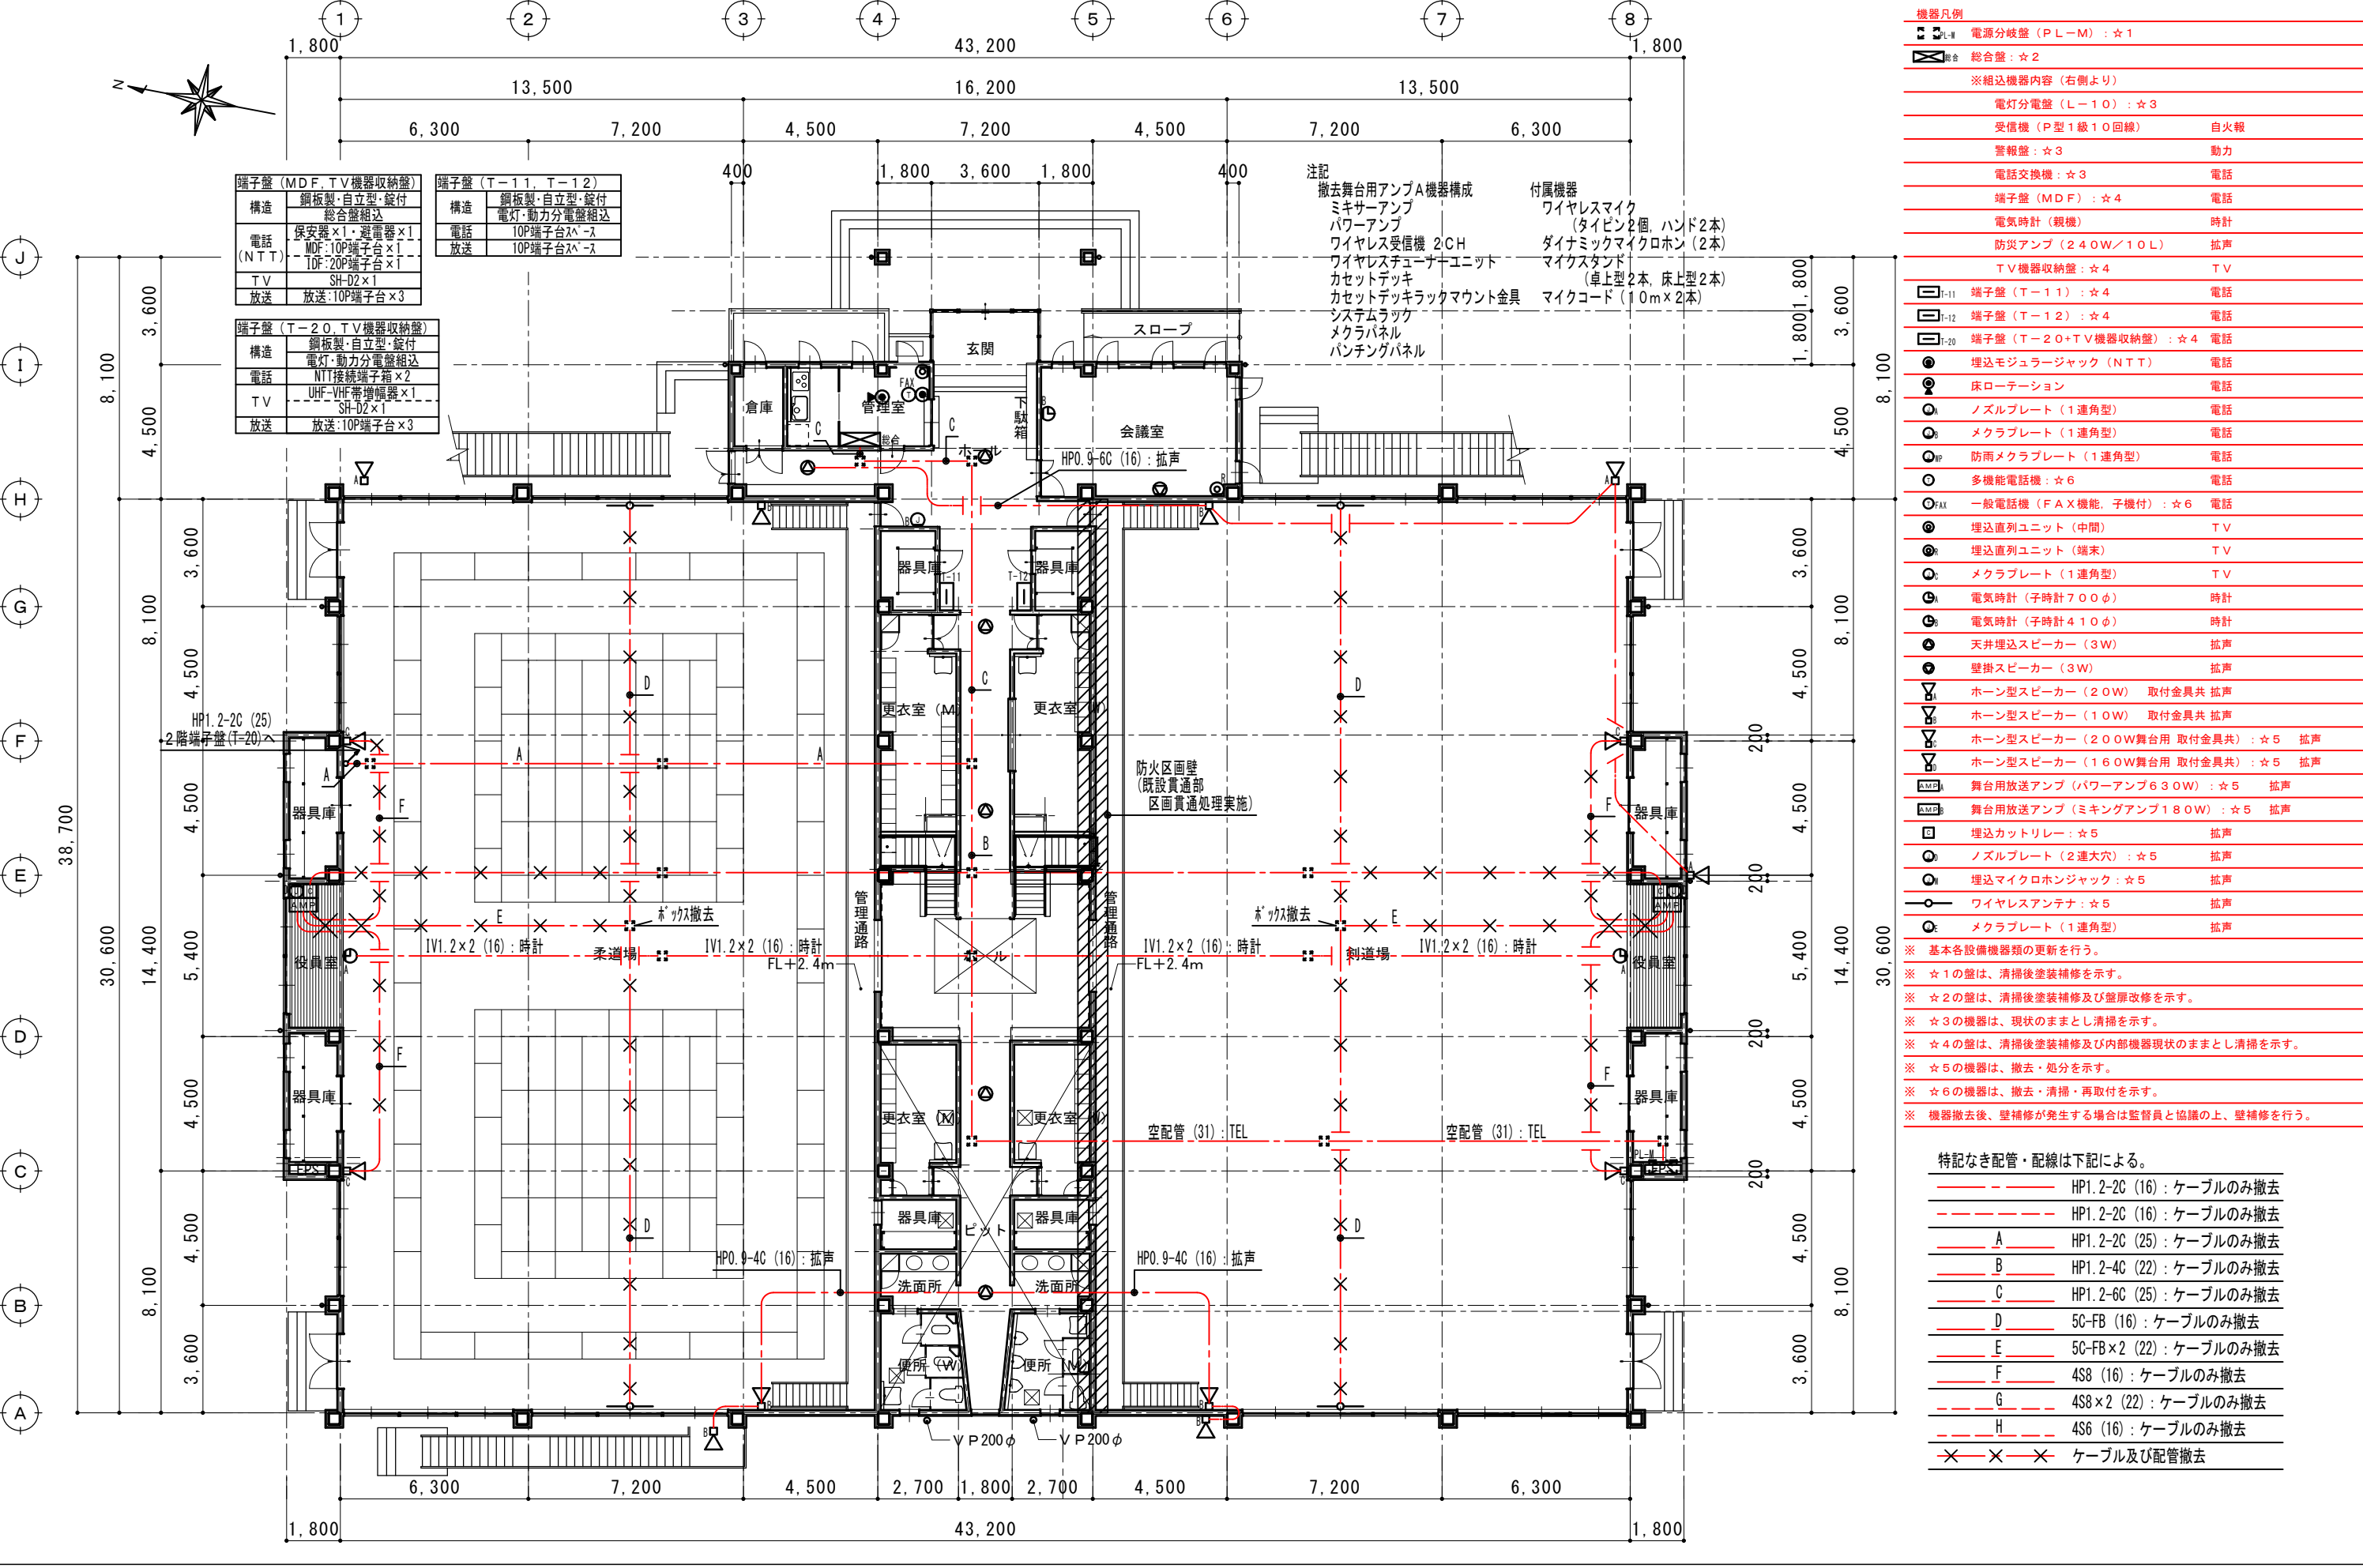 1 2 3 4 5 6 7 8
1,800 43,200 1,800
13,500 16,200 13,500
6,300 7,200 4,500 7,200 4,500 7,200 6,300
400 1,800 3,600 1,800 400
N
端子盤（MDF,TV機器収納盤）
構造 鋼板製・自立型・錠付
総合盤組込
電話（NTT） 保安器×1・避雷器×1
MDF:10P端子台×1
IDF:20P端子台×1
TV SH-D2×1
放送 放送:10P端子台×3
端子盤（T－11, T－12）
構造 鋼板製・自立型・錠付
電灯・動力分電盤組込
電話 10P端子台スペース
放送 10P端子台スペース
端子盤（T－20,TV機器収納盤）
構造 鋼板製・自立型・錠付
電灯・動力分電盤組込
電話 NTT接続端子箱×2
TV UHF-VHF帯増幅器×1
SH-D2×1
放送 放送:10P端子台×3
注記
撤去舞台用アンプA機器構成
ミキサーアンプ
パワーアンプ
ワイヤレス受信機 2CH
ワイヤレスチューナーユニット
カセットデッキ
カセットデッキラックマウント金具
システムラック
メクラパネル
パンチングパネル
付属機器
ワイヤレスマイク
（タイピン2個, ハンド2本）
ダイナミックマイクロホン（2本）
マイクスタンド
（卓上型2本, 床上型2本）
マイクコード（10m×2本）
J
I
H
G
F
E
D
C
B
A
38,700
8,100 30,600
3,600 4,500 8,100 14,400 8,100
3,600 4,500 4,500 5,400 4,500 4,500 3,600
1,800 1,800 3,600 4,500 8,100
3,600 4,500 4,500 5,400 4,500 4,500 3,600
8,100 14,400 8,100
30,600
200 200 200 200
玄関
スロープ
倉庫
管理室
FAX
総合
下駄箱
会議室
ホール
HP0.9-6C（16）：拡声
器具庫 T-11 T-12 器具庫
更衣室（M） 更衣室（W）
HP1.2-2C（25）
2階端子盤(T-20)へ
防火区画壁
（既設貫通部
区画貫通処理実施）
器具庫 器具庫
AMP AMP
ボックス撤去 ボックス撤去
管理通路 管理通路
IV1.2×2（16）：時計 IV1.2×2（16）：時計 IV1.2×2（16）：時計 IV1.2×2（16）：時計
役員室 柔道場 ホール 剣道場 役員室
FL+2.4m FL+2.4m
器具庫 器具庫
更衣室（M） 更衣室（W）
空配管（31）：TEL 空配管（31）：TEL
PL-M
EPS EPS
器具庫 ピット 器具庫
HP0.9-4C（16）：拡声 HP0.9-4C（16）：拡声
洗面所 洗面所
便所（W） 便所（M）
VP200φ VP200φ
6,300 7,200 4,500 2,700 1,800 2,700 4,500 7,200 6,300
1,800 43,200 1,800
機器凡例
PL-M 電源分岐盤（PL－M）：☆1
総合 総合盤：☆2
※組込機器内容（右側より）
電灯分電盤（L－10）：☆3
受信機（P型1級10回線） 自火報
警報盤：☆3 動力
電話交換機：☆3 電話
端子盤（MDF）：☆4 電話
電気時計（親機） 時計
防災アンプ（240W／10L） 拡声
TV機器収納盤：☆4 TV
T-11 端子盤（T－11）：☆4 電話
T-12 端子盤（T－12）：☆4 電話
T-20 端子盤（T－20+TV機器収納盤）：☆4 電話
埋込モジュラージャック（NTT） 電話
床ローテーション 電話
ノズルプレート（1連角型） 電話
メクラプレート（1連角型） 電話
防雨メクラプレート（1連角型） 電話
多機能電話機：☆6 電話
FAX 一般電話機（FAX機能, 子機付）：☆6 電話
埋込直列ユニット（中間） TV
埋込直列ユニット（端末） TV
メクラプレート（1連角型） TV
電気時計（子時計700φ） 時計
電気時計（子時計410φ） 時計
天井埋込スピーカー（3W） 拡声
壁掛スピーカー（3W） 拡声
ホーン型スピーカー（20W） 取付金具共 拡声
ホーン型スピーカー（10W） 取付金具共 拡声
ホーン型スピーカー（200W舞台用 取付金具共）：☆5 拡声
ホーン型スピーカー（160W舞台用 取付金具共）：☆5 拡声
AMP 舞台用放送アンプ（パワーアンプ630W）：☆5 拡声
AMP 舞台用放送アンプ（ミキングアンプ180W）：☆5 拡声
C 埋込カットリレー：☆5 拡声
ノズルプレート（2連大穴）：☆5 拡声
埋込マイクロホンジャック：☆5 拡声
ワイヤレスアンテナ：☆5 拡声
メクラプレート（1連角型） 拡声
※ 基本各設備機器類の更新を行う。
※ ☆1の盤は、清掃後塗装補修を示す。
※ ☆2の盤は、清掃後塗装補修及び盤扉改修を示す。
※ ☆3の機器は、現状のままとし清掃を示す。
※ ☆4の盤は、清掃後塗装補修及び内部機器現状のままとし清掃を示す。
※ ☆5の機器は、撤去・処分を示す。
※ ☆6の機器は、撤去・清掃・再取付を示す。
※ 機器撤去後、壁補修が発生する場合は監督員と協議の上、壁補修を行う。
特記なき配管・配線は下記による。
HP1.2-2C（16）：ケーブルのみ撤去
HP1.2-2C（16）：ケーブルのみ撤去
A HP1.2-2C（25）：ケーブルのみ撤去
B HP1.2-4C（22）：ケーブルのみ撤去
C HP1.2-6C（25）：ケーブルのみ撤去
D 5C-FB（16）：ケーブルのみ撤去
E 5C-FB×2（22）：ケーブルのみ撤去
F 4S8（16）：ケーブルのみ撤去
G 4S8×2（22）：ケーブルのみ撤去
H 4S6（16）：ケーブルのみ撤去
ケーブル及び配管撤去